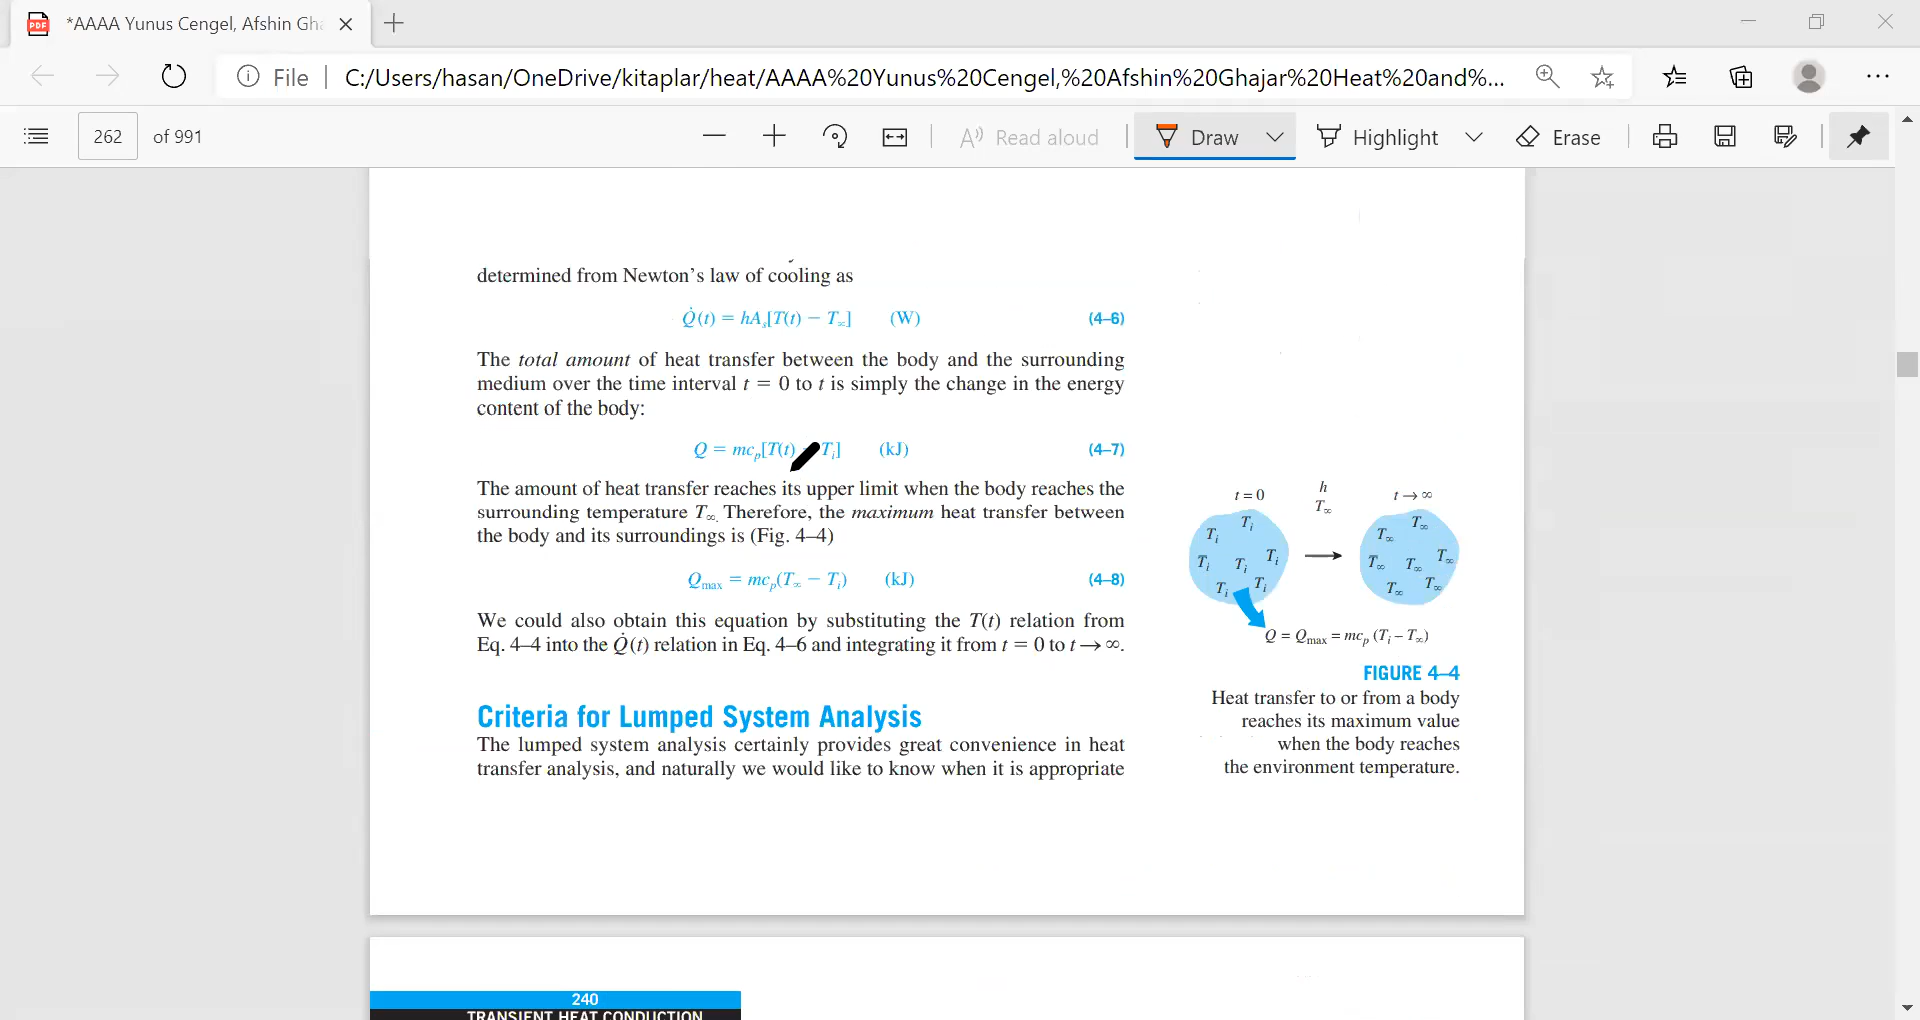 *AAAA Yunus Cengel, Afshin Gha
File
C:/Users/hasan/OneDrive/kitaplar/heat/AAAA%20Yunus%20Cengel,%20Afshin%20Ghajar%20Heat%20and%...
262 of 991
Read aloud
Draw
Highlight
Erase
determined from Newton's law of cooling as
Q̇(t) = hAₛ[T(t) − T∞] (W) (4–6)
The total amount of heat transfer between the body and the surrounding
medium over the time interval t = 0 to t is simply the change in the energy
content of the body:
Q = mcₚ[T(t) Tᵢ] (kJ) (4–7)
The amount of heat transfer reaches its upper limit when the body reaches the
surrounding temperature T∞. Therefore, the maximum heat transfer between
the body and its surroundings is (Fig. 4–4)
Qmax = mcₚ(T∞ − Tᵢ) (kJ) (4–8)
We could also obtain this equation by substituting the T(t) relation from
Eq. 4–4 into the Q̇(t) relation in Eq. 4–6 and integrating it from t = 0 to t → ∞.
Criteria for Lumped System Analysis
The lumped system analysis certainly provides great convenience in heat
transfer analysis, and naturally we would like to know when it is appropriate
t = 0
h
T∞
t → ∞
Tᵢ
Tᵢ
Tᵢ
Tᵢ
Tᵢ
Tᵢ
Tᵢ
T∞
T∞
T∞
T∞
T∞
T∞
T∞
Q = Qmax = mcₚ (Tᵢ − T∞)
FIGURE 4–4
Heat transfer to or from a body
reaches its maximum value
when the body reaches
the environment temperature.
240
TRANSIENT HEAT CONDUCTION